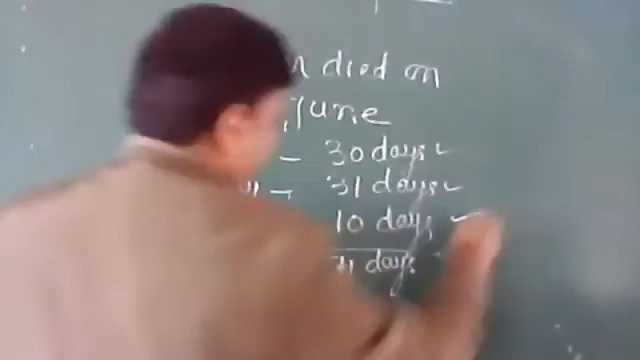 died on
June
- 30 days ✓
- 31 days ✓
10 days ✓
days